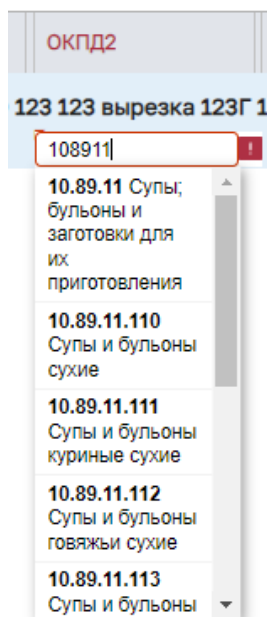 ОКПД2
123 123 вырезка 123Г 1
108911
!
10.89.11 Супы;
бульоны и
заготовки для
их
приготовления
10.89.11.110
Супы и бульоны
сухие
10.89.11.111
Супы и бульоны
куриные сухие
10.89.11.112
Супы и бульоны
говяжьи сухие
10.89.11.113
Супы и бульоны